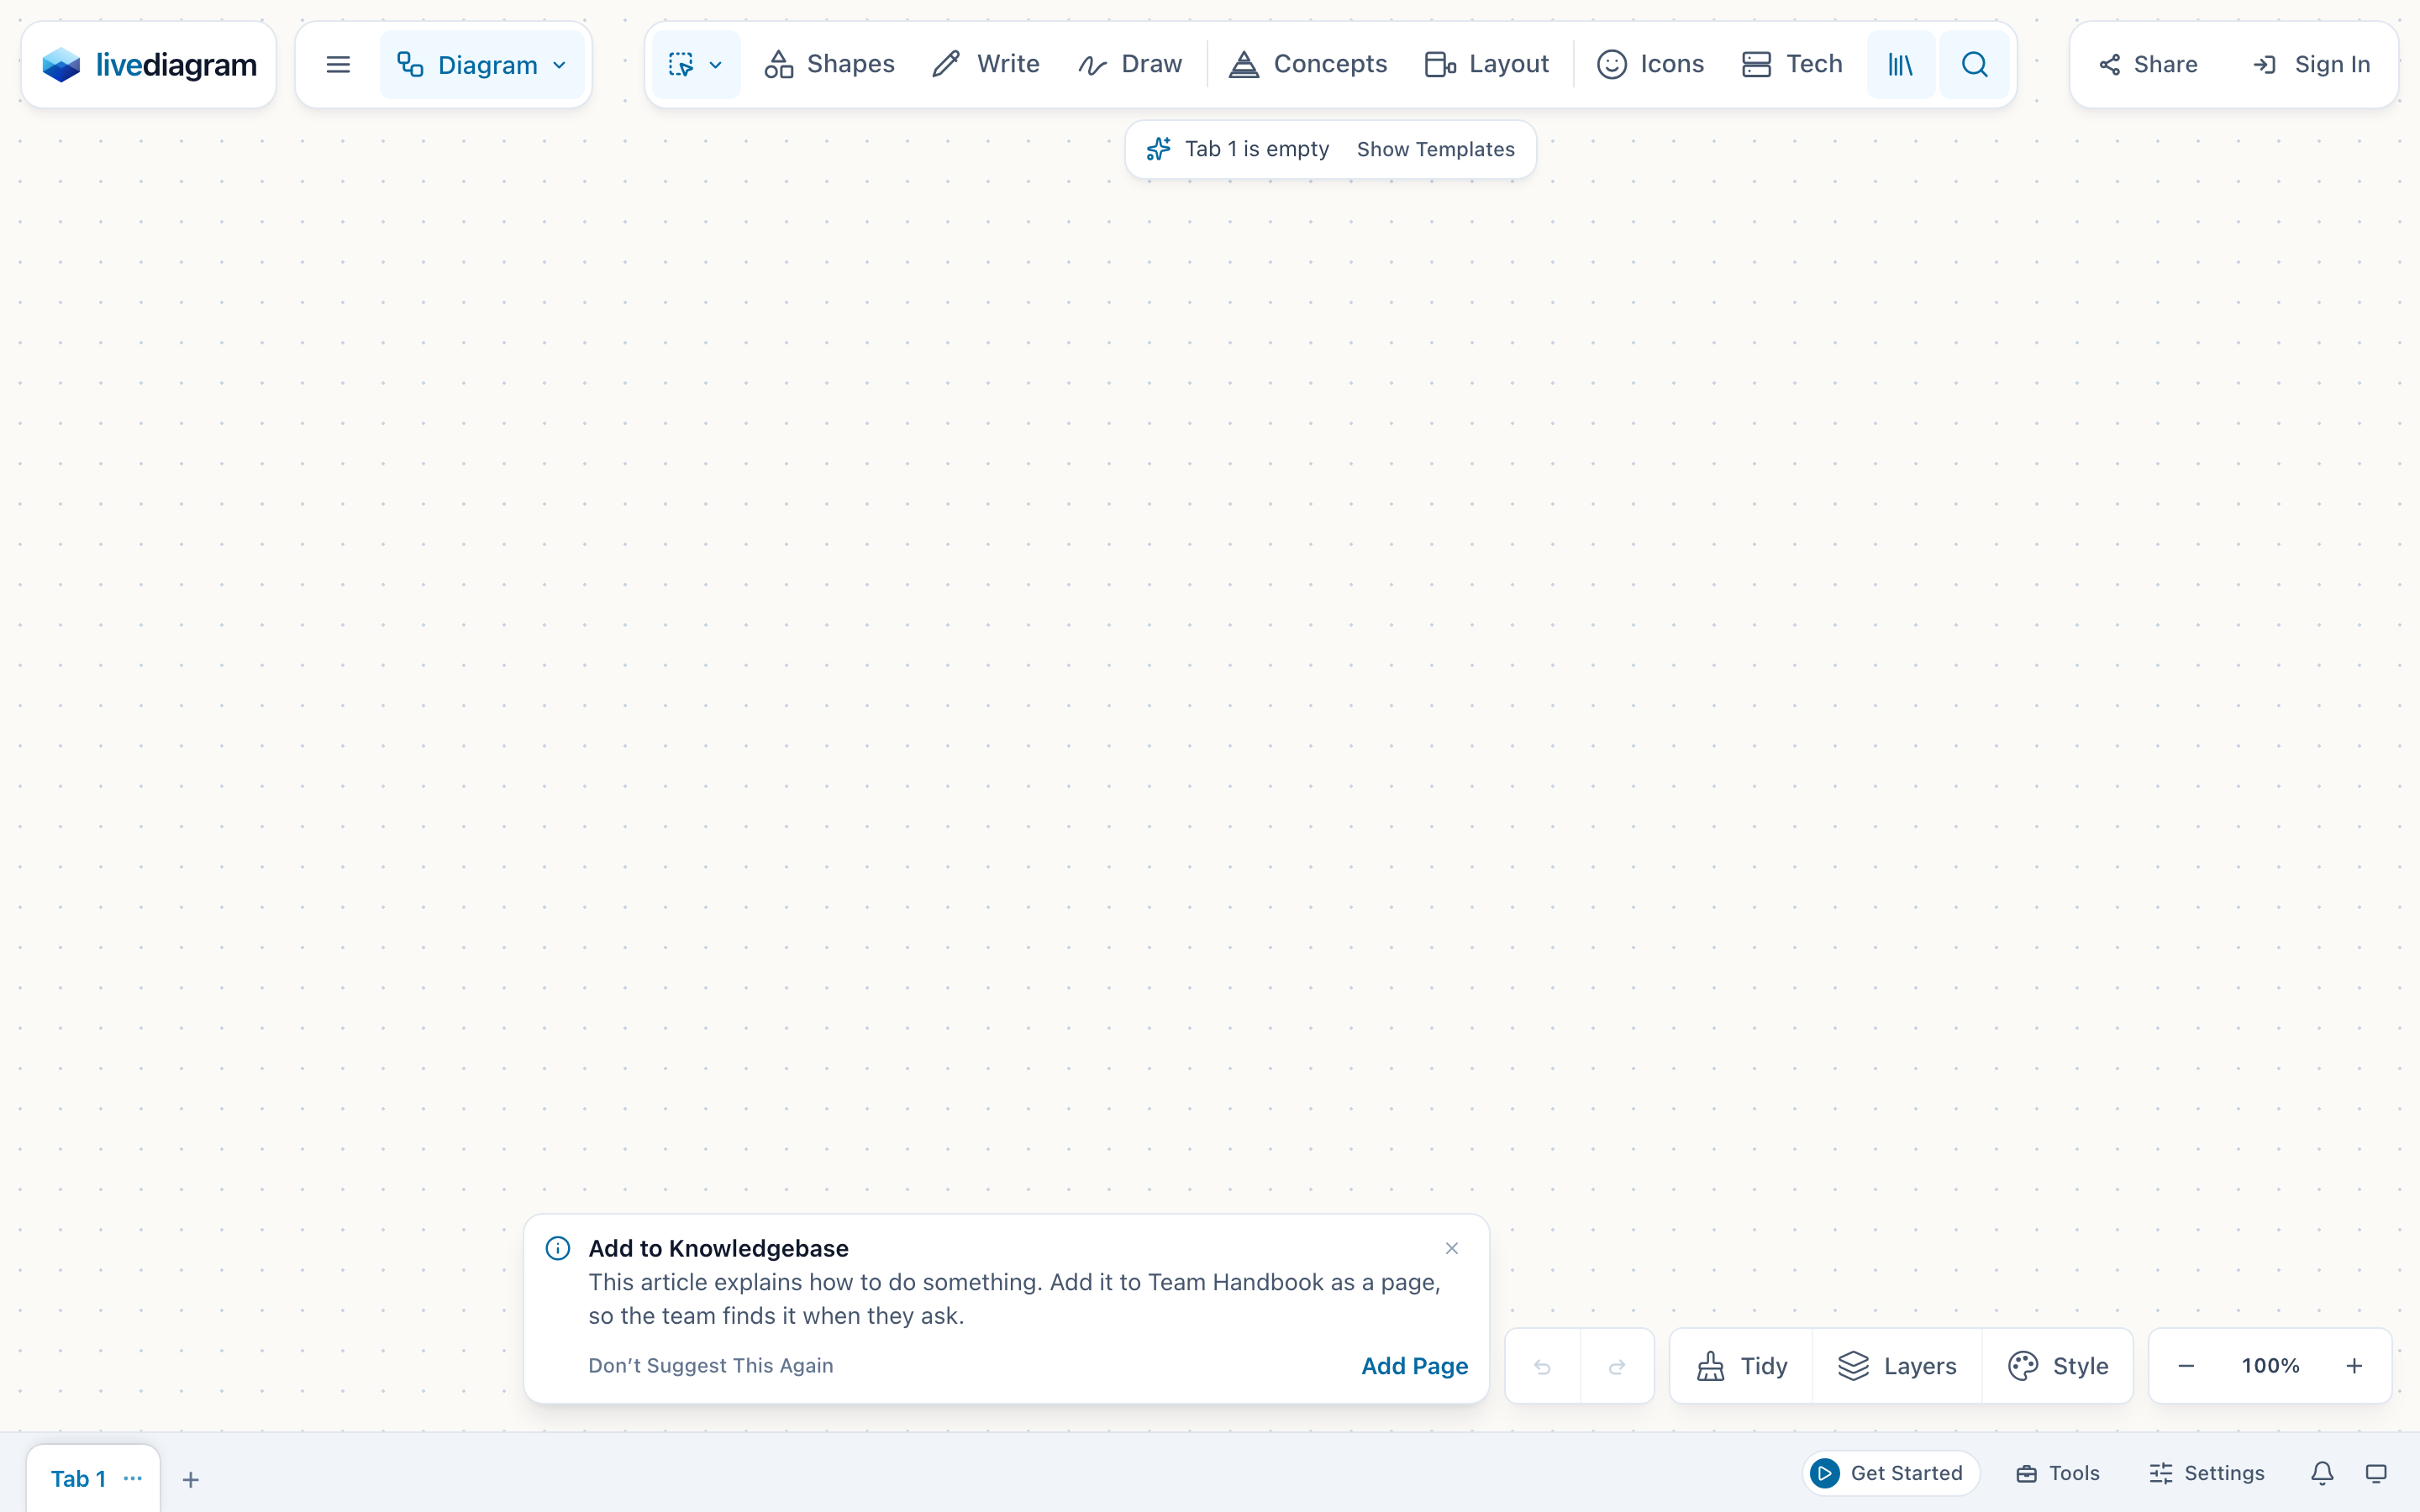 livediagram
Diagram
Shapes Write Draw Concepts Layout Icons Tech
Share Sign In
Tab 1 is empty Show Templates
Add to Knowledgebase
This article explains how to do something. Add it to Team Handbook as a page,
so the team finds it when they ask.
Don’t Suggest This Again Add Page
Tidy Layers Style 100%
Tab 1 Get Started Tools Settings